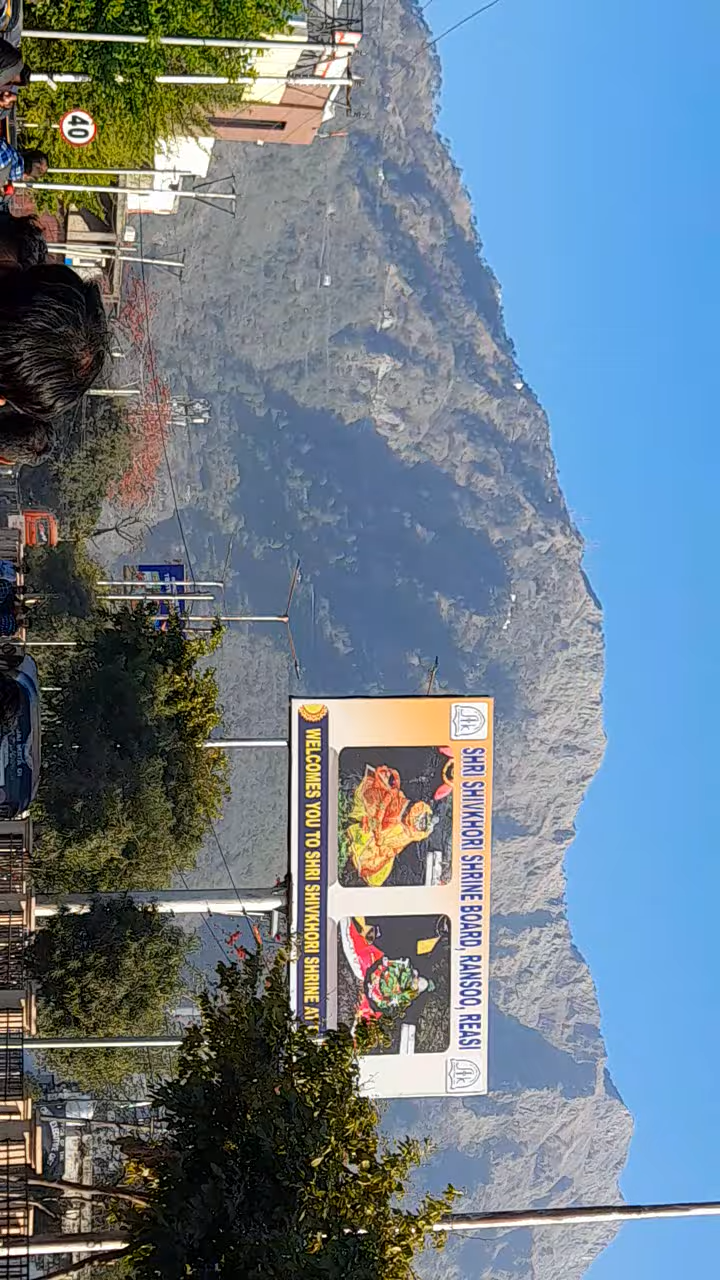 SHRI SHIVKHORI SHRINE BOARD, RANSOO, REASI
WELCOMES YOU TO SHRI SHIVKHORI SHRINE AT
40